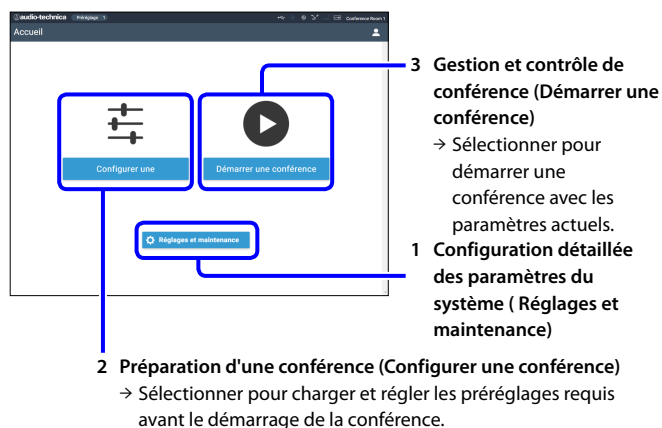 audio-technica Préréglage 1 Conference Room 1
Accueil
Configurer une
Démarrer une conférence
Réglages et maintenance
3 Gestion et contrôle de
conférence (Démarrer une
conférence)
→ Sélectionner pour
démarrer une
conférence avec les
paramètres actuels.
1 Configuration détaillée
des paramètres du
système ( Réglages et
maintenance)
2 Préparation d'une conférence (Configurer une conférence)
→ Sélectionner pour charger et régler les préréglages requis
avant le démarrage de la conférence.